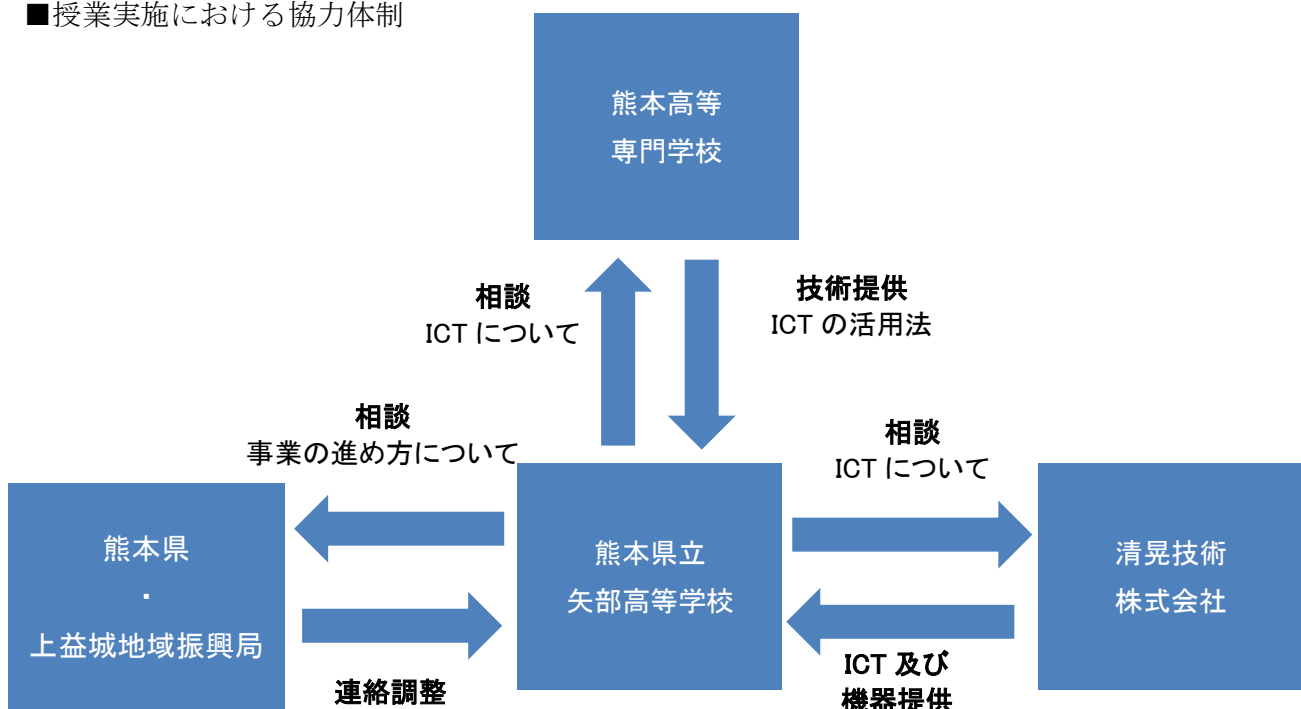 ■授業実施における協力体制
熊本高等
専門学校
相談
ICT について
技術提供
ICT の活用法
相談
事業の進め方について
相談
ICT について
熊本県
・
上益城地域振興局
熊本県立
矢部高等学校
清晃技術
株式会社
連絡調整
ICT 及び
機器提供